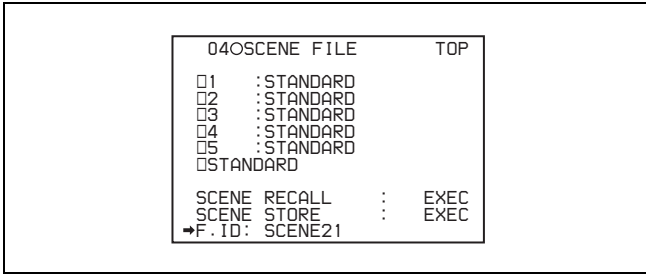 04○SCENE FILE TOP
□1 :STANDARD
□2 :STANDARD
□3 :STANDARD
□4 :STANDARD
□5 :STANDARD
□STANDARD
SCENE RECALL : EXEC
SCENE STORE : EXEC
➔F.ID: SCENE21